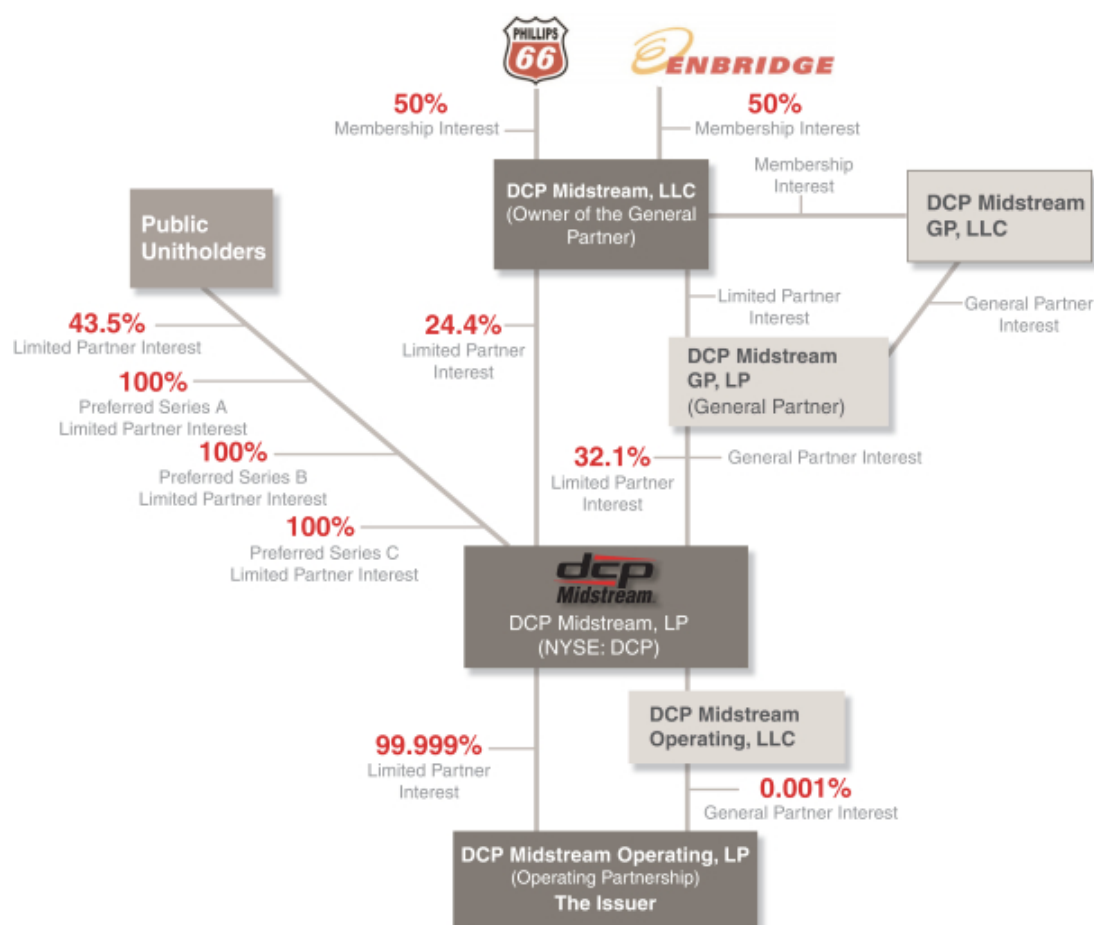 PHILLIPS
66
ENBRIDGE
50%
Membership Interest
50%
Membership Interest
Membership
Interest
DCP Midstream, LLC
(Owner of the General
Partner)
DCP Midstream
GP, LLC
Public
Unitholders
43.5%
Limited Partner Interest
24.4%
Limited Partner
Interest
Limited Partner
Interest
General Partner
Interest
DCP Midstream
GP, LP
(General Partner)
100%
Preferred Series A
Limited Partner Interest
100%
Preferred Series B
Limited Partner Interest
32.1%
Limited Partner
Interest
General Partner Interest
100%
Preferred Series C
Limited Partner Interest
dcp
Midstream.
DCP Midstream, LP
(NYSE: DCP)
DCP Midstream
Operating, LLC
99.999%
Limited Partner
Interest
0.001%
General Partner Interest
DCP Midstream Operating, LP
(Operating Partnership)
The Issuer